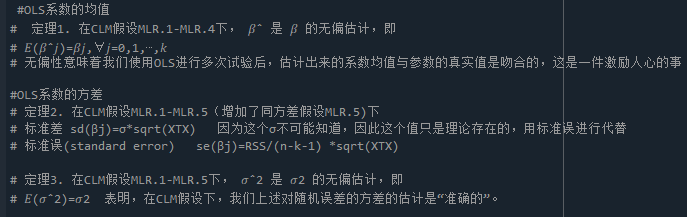 #OLS系数的均值
# 定理1. 在CLM假设MLR.1-MLR.4下， βˆ 是 β 的无偏估计，即
# E(βˆj)=βj,∀j=0,1,⋯,k
# 无偏性意味着我们使用OLS进行多次试验后，估计出来的系数均值与参数的真实值是吻合的，这是一件激励人心的事
#OLS系数的方差
# 定理2. 在CLM假设MLR.1-MLR.5（增加了同方差假设MLR.5)下
# 标准差 sd(βj)=σ*sqrt(XTX) 因为这个σ不可能知道，因此这个值只是理论存在的，用标准误进行代替
# 标准误(standard error) se(βj)=RSS/(n-k-1) *sqrt(XTX)
# 定理3. 在CLM假设MLR.1-MLR.5下， σˆ2 是 σ2 的无偏估计，即
# E(σˆ2)=σ2 表明，在CLM假设下，我们上述对随机误差的方差的估计是“准确的”。